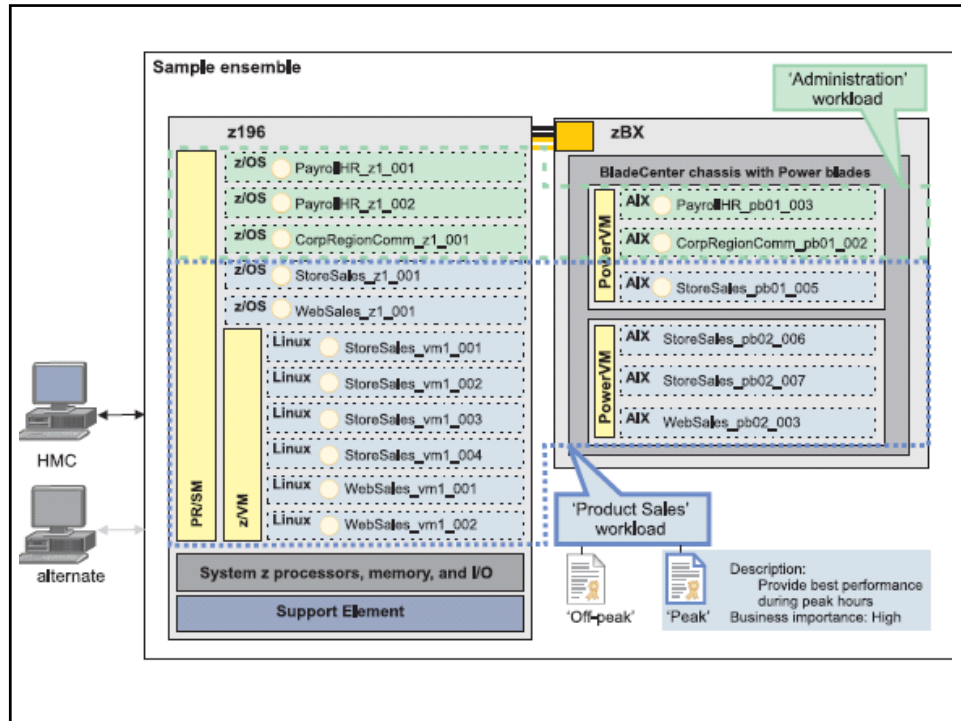 Sample ensemble
'Administration'
workload
z196
zBX
BladeCenter chassis with Power blades
PR/SM
z/OS PayrollHR_z1_001
z/OS PayrollHR_z1_002
z/OS CorpRegionComm_z1_001
z/OS StoreSales_z1_001
z/OS WebSales_z1_001
z/VM
Linux StoreSales_vm1_001
Linux StoreSales_vm1_002
Linux StoreSales_vm1_003
Linux StoreSales_vm1_004
Linux WebSales_vm1_001
Linux WebSales_vm1_002
PowerVM
AIX PayrollHR_pb01_003
AIX CorpRegionComm_pb01_002
AIX StoreSales_pb01_005
PowerVM
AIX StoreSales_pb02_006
AIX StoreSales_pb02_007
AIX WebSales_pb02_003
HMC
alternate
System z processors, memory, and I/O
Support Element
'Product Sales'
workload
'Off-peak'
'Peak'
Description:
Provide best performance
during peak hours
Business importance: High